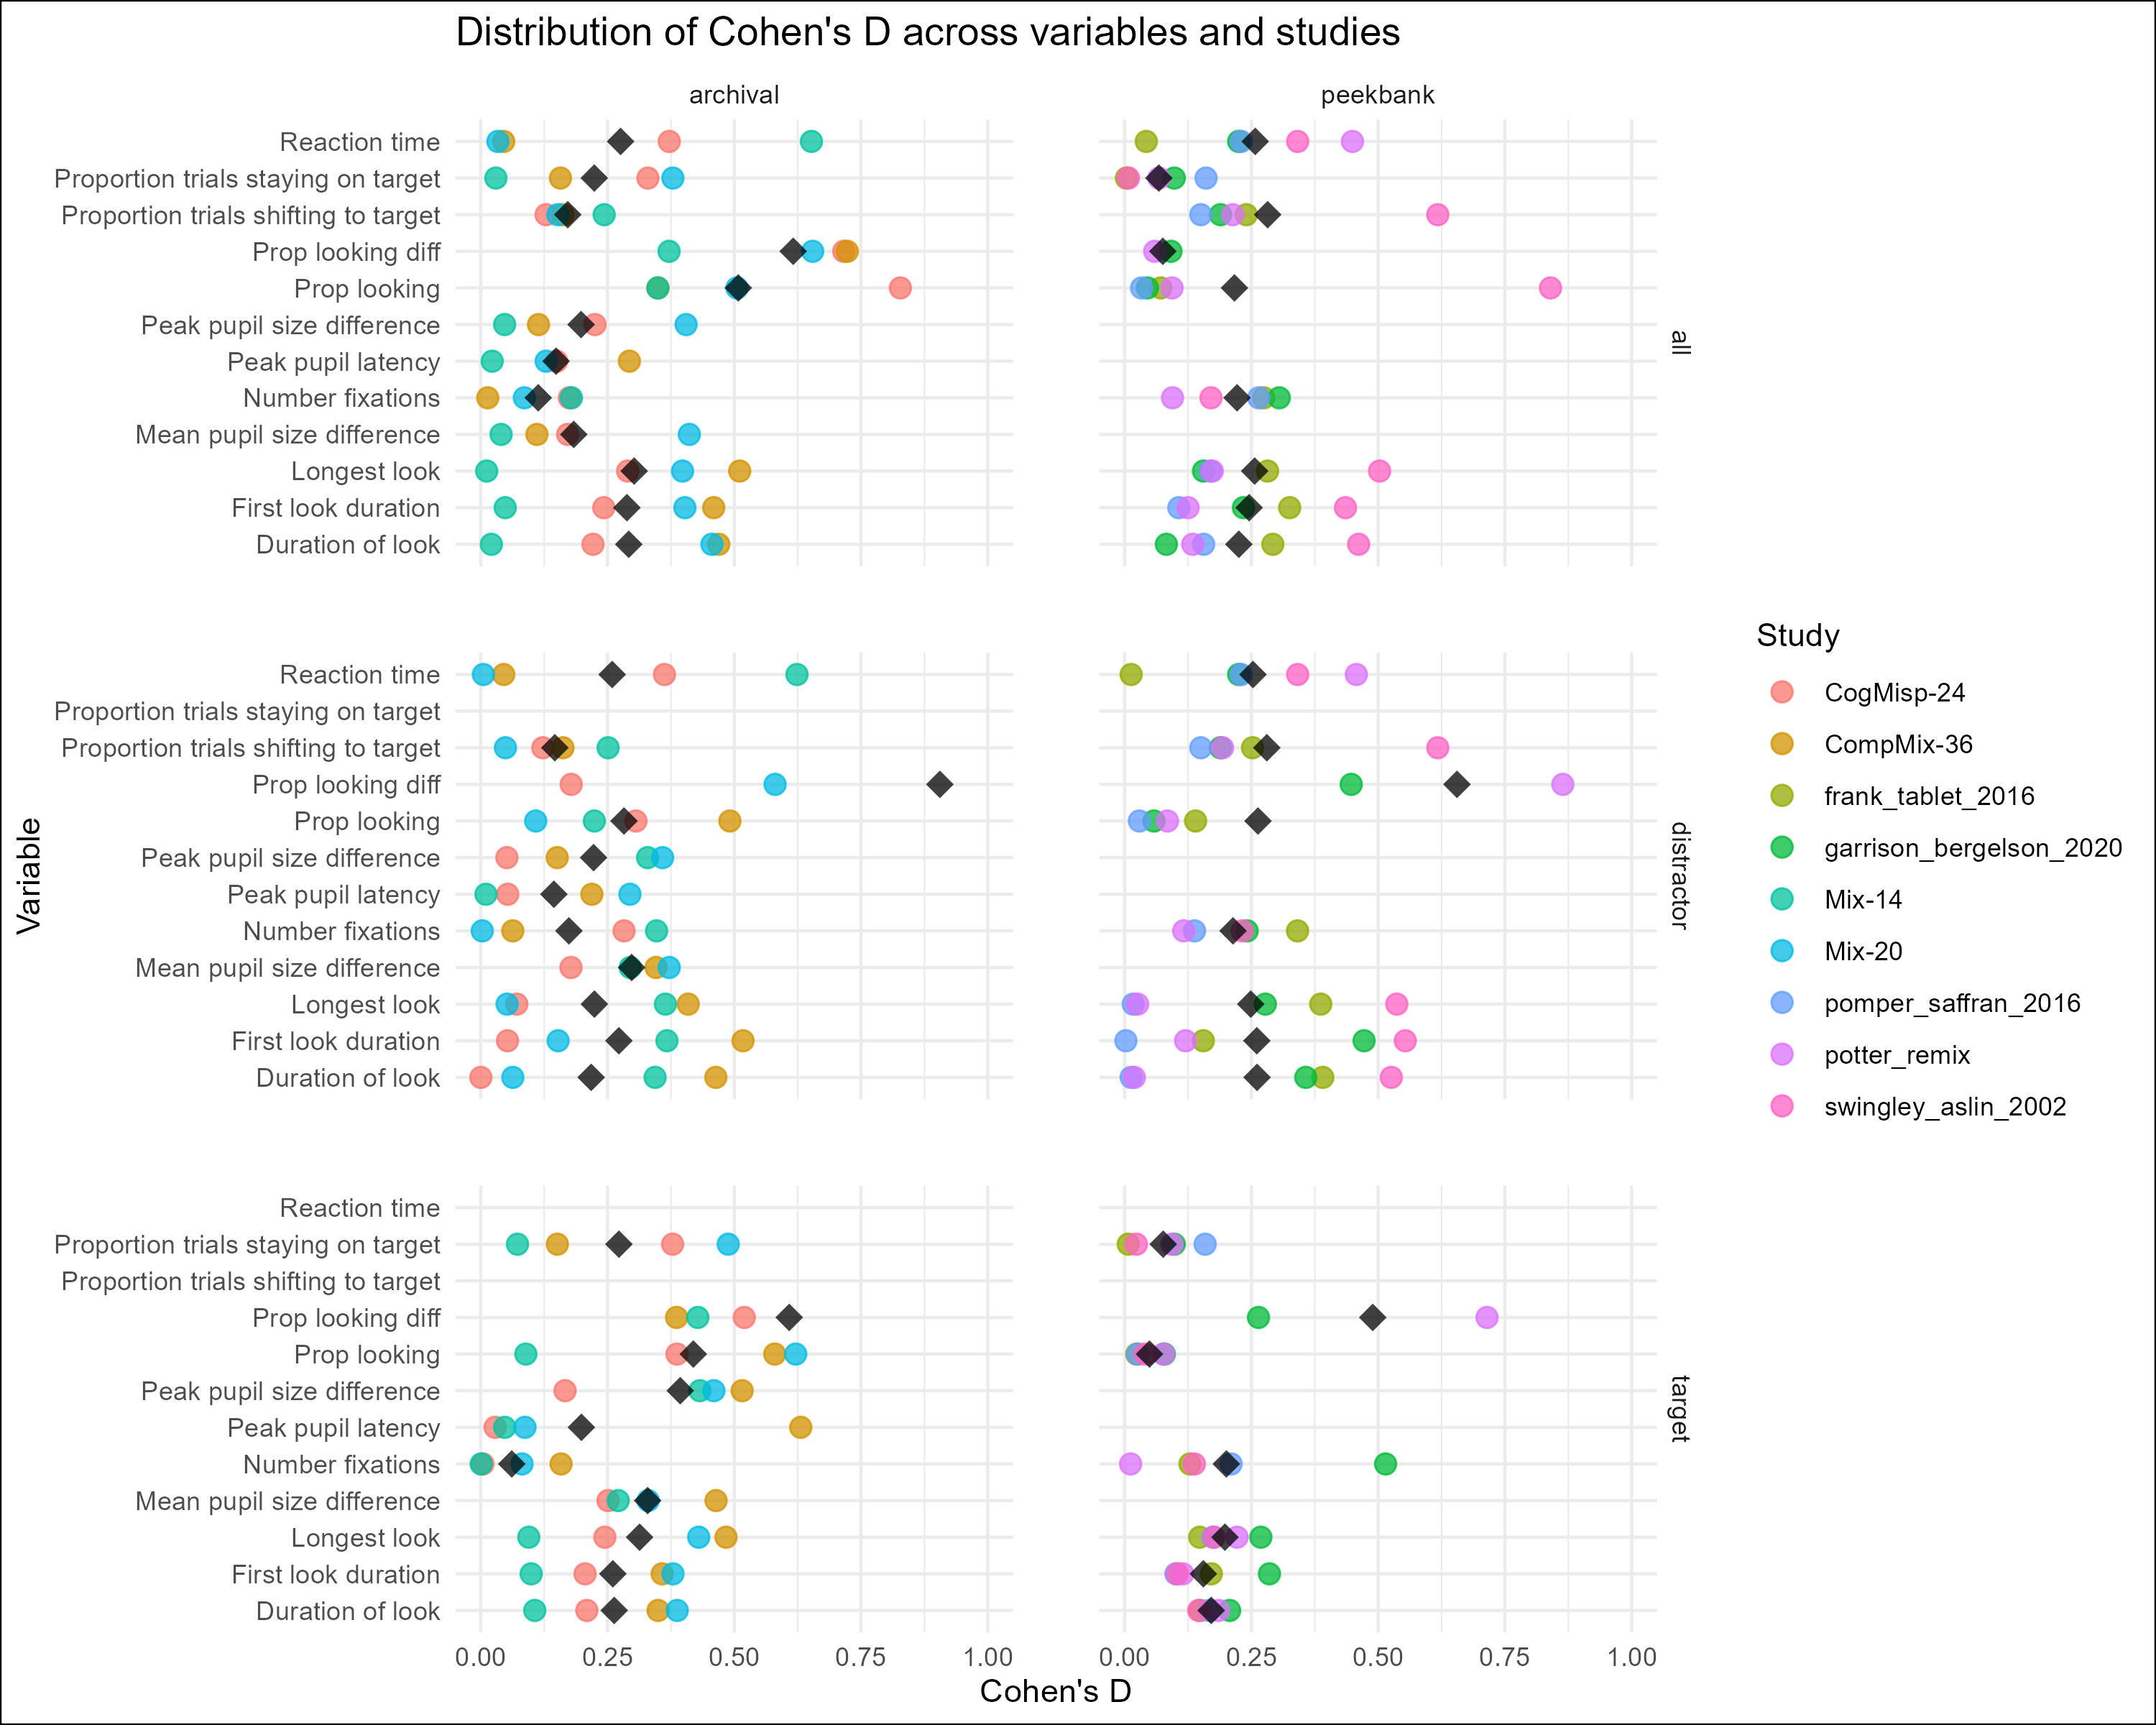 Distribution of Cohen's D across variables and studies
archival
peekbank
Reaction time
Proportion trials staying on target
Proportion trials shifting to target
Prop looking diff
Prop looking
Peak pupil size difference
Peak pupil latency
Number fixations
Mean pupil size difference
Longest look
First look duration
Duration of look
all
Reaction time
Proportion trials staying on target
Proportion trials shifting to target
Prop looking diff
Prop looking
Peak pupil size difference
Peak pupil latency
Number fixations
Mean pupil size difference
Longest look
First look duration
Duration of look
distractor
Reaction time
Proportion trials staying on target
Proportion trials shifting to target
Prop looking diff
Prop looking
Peak pupil size difference
Peak pupil latency
Number fixations
Mean pupil size difference
Longest look
First look duration
Duration of look
target
Variable
0.00 0.25 0.50 0.75 1.00
0.00 0.25 0.50 0.75 1.00
Cohen's D
Study
CogMisp-24
CompMix-36
frank_tablet_2016
garrison_bergelson_2020
Mix-14
Mix-20
pomper_saffran_2016
potter_remix
swingley_aslin_2002